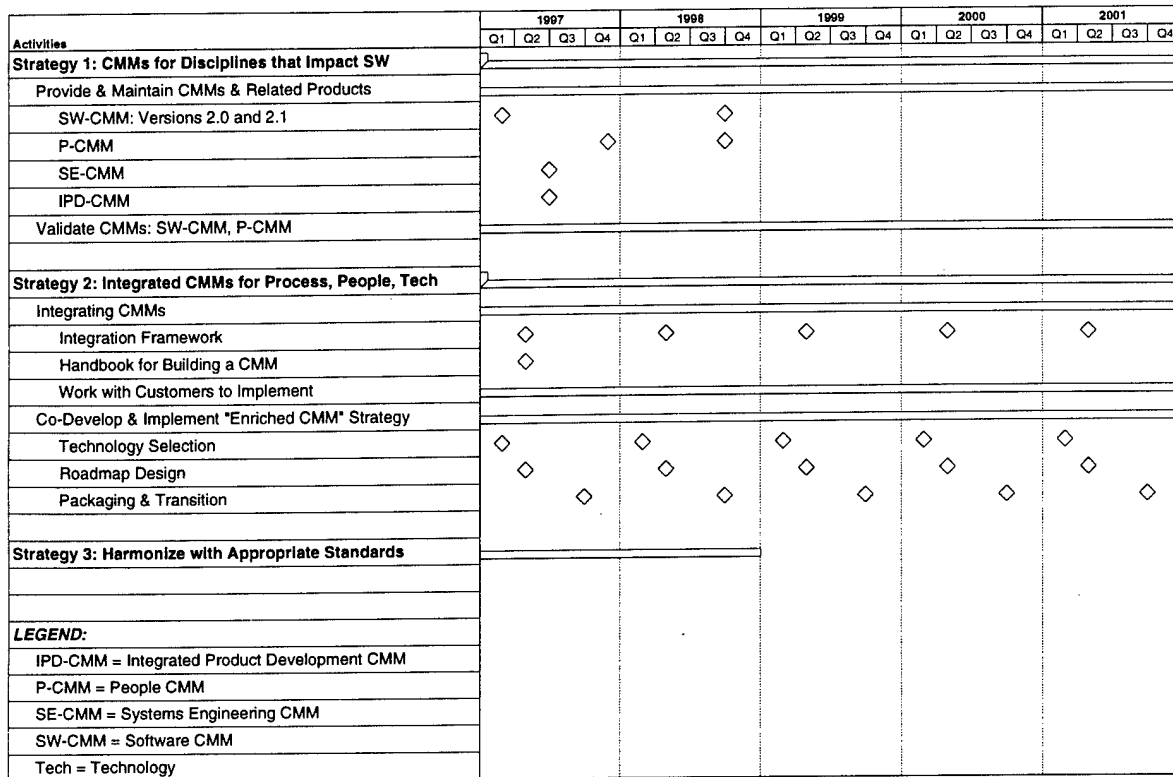 1997 1998 1999 2000 2001
Activities Q1 Q2 Q3 Q4 Q1 Q2 Q3 Q4 Q1 Q2 Q3 Q4 Q1 Q2 Q3 Q4 Q1 Q2 Q3 Q4
Strategy 1: CMMs for Disciplines that Impact SW
Provide & Maintain CMMs & Related Products
SW-CMM: Versions 2.0 and 2.1
P-CMM
SE-CMM
IPD-CMM
Validate CMMs: SW-CMM, P-CMM
Strategy 2: Integrated CMMs for Process, People, Tech
Integrating CMMs
Integration Framework
Handbook for Building a CMM
Work with Customers to Implement
Co-Develop & Implement "Enriched CMM" Strategy
Technology Selection
Roadmap Design
Packaging & Transition
Strategy 3: Harmonize with Appropriate Standards
LEGEND:
IPD-CMM = Integrated Product Development CMM
P-CMM = People CMM
SE-CMM = Systems Engineering CMM
SW-CMM = Software CMM
Tech = Technology